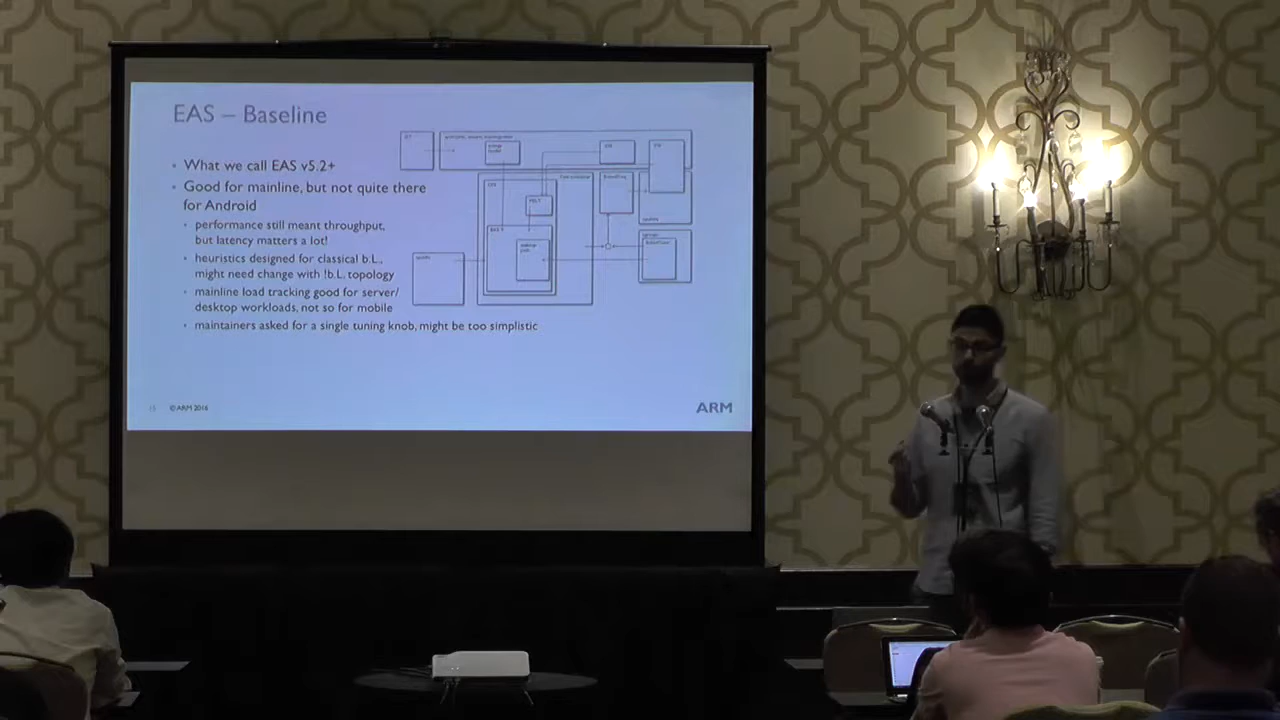 EAS – Baseline
What we call EAS v5.2+
Good for mainline, but not quite there
for Android
performance still meant throughput,
but latency matters a lot!
heuristics designed for classical b.L.,
might need change with !b.L. topology
mainline load tracking good for server/
desktop workloads, not so for mobile
maintainers asked for a single tuning knob, might be too simplistic
PELT
© ARM 2016
ARM